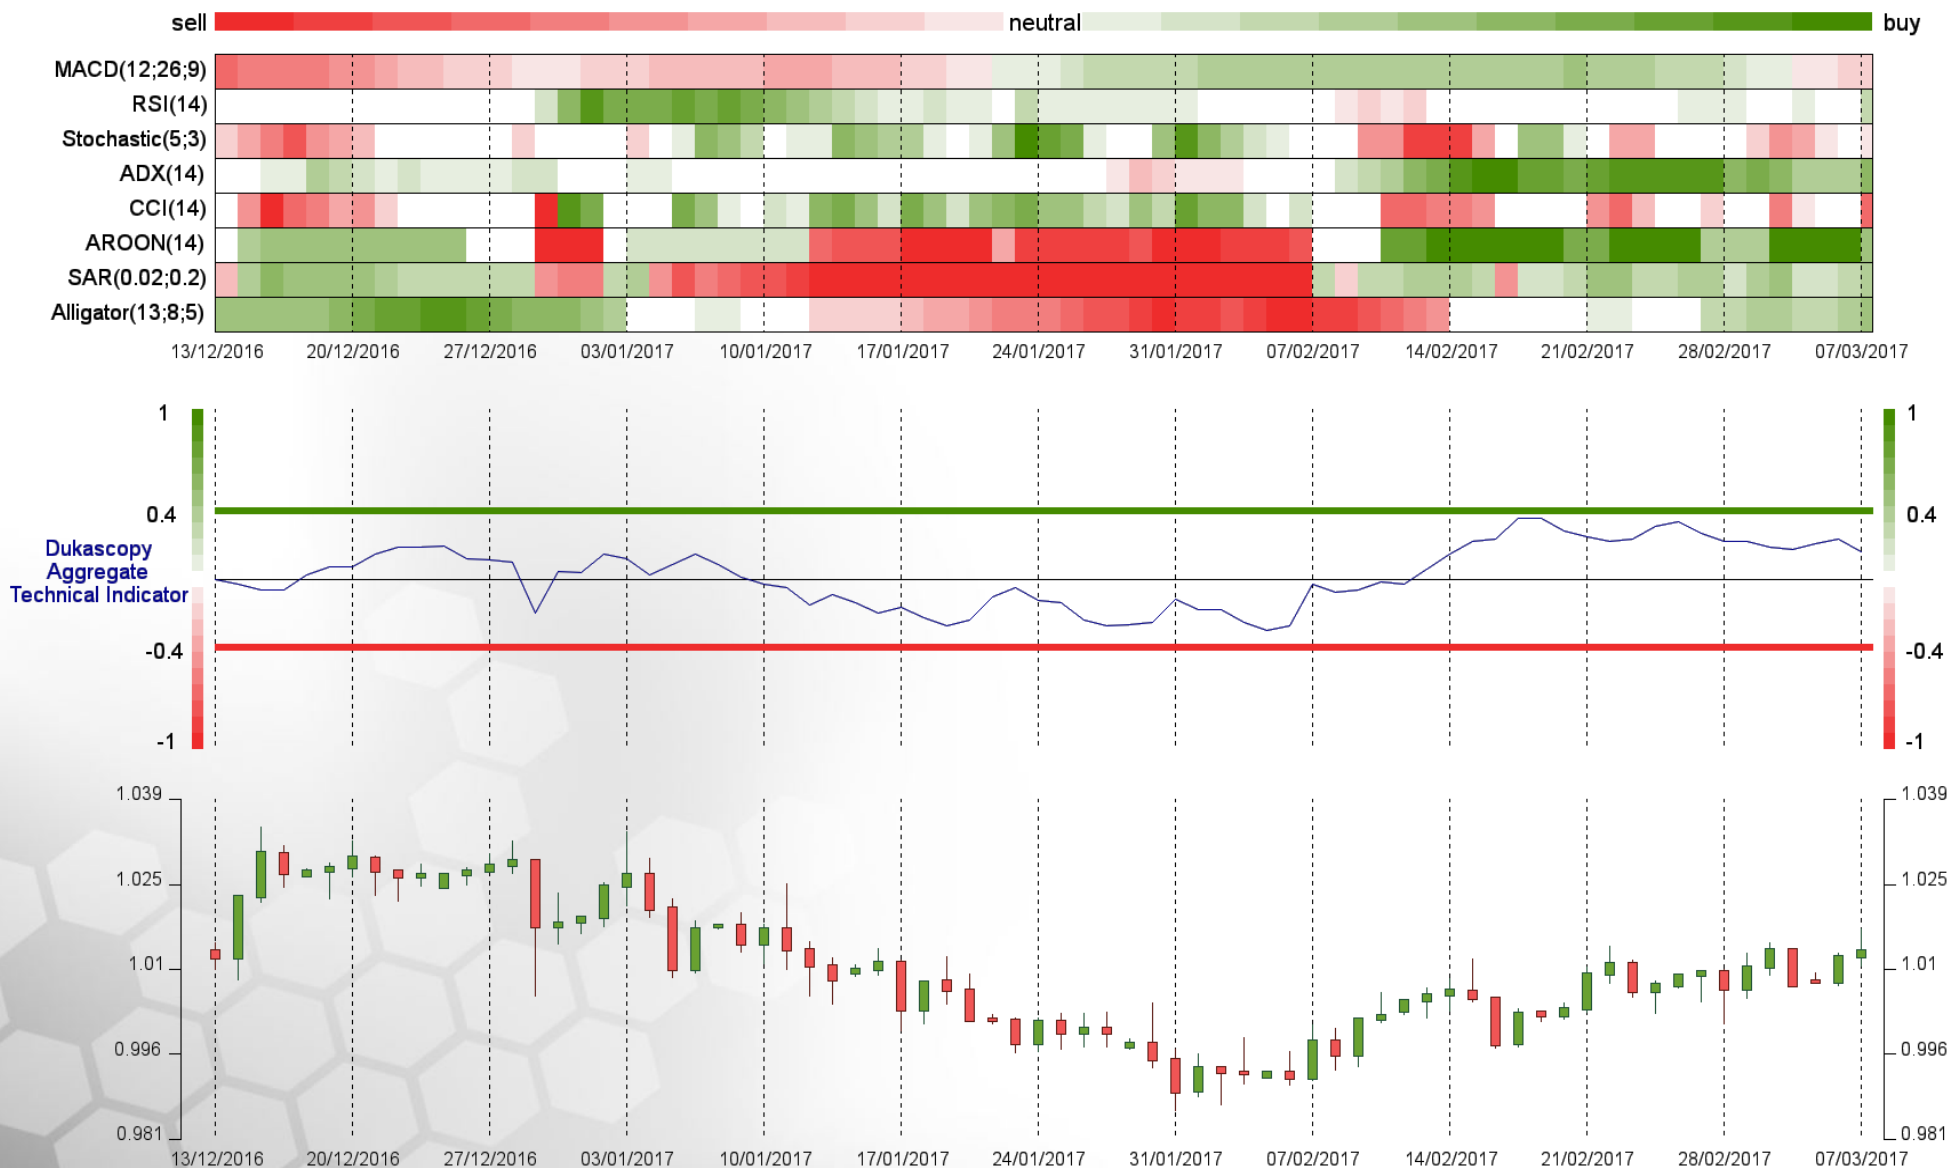 sell neutral buy
MACD(12;26;9)
RSI(14)
Stochastic(5;3)
ADX(14)
CCI(14)
AROON(14)
SAR(0.02;0.2)
Alligator(13;8;5)
13/12/2016 20/12/2016 27/12/2016 03/01/2017 10/01/2017 17/01/2017 24/01/2017 31/01/2017 07/02/2017 14/02/2017 21/02/2017 28/02/2017 07/03/2017
1 1
0.4 0.4
Dukascopy
Aggregate
Technical Indicator
-0.4 -0.4
-1 -1
1.039 1.039
1.025 1.025
1.01 1.01
0.996 0.996
0.981 0.981
13/12/2016 20/12/2016 27/12/2016 03/01/2017 10/01/2017 17/01/2017 24/01/2017 31/01/2017 07/02/2017 14/02/2017 21/02/2017 28/02/2017 07/03/2017